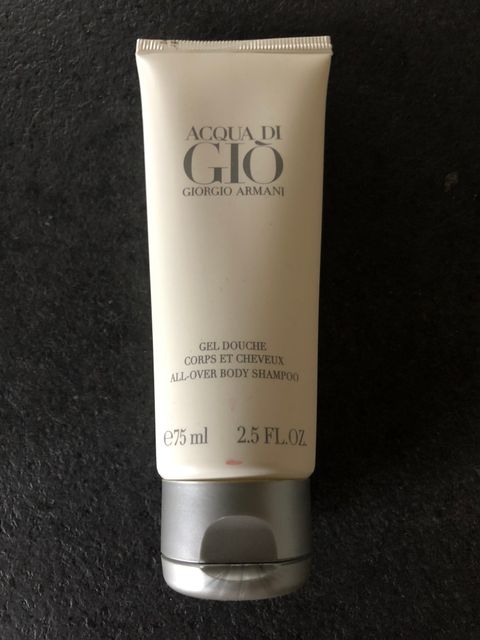 ACQUA DI
GIÒ
GIORGIO ARMANI
GEL DOUCHE
CORPS ET CHEVEUX
ALL-OVER BODY SHAMPOO
℮75 ml 2.5 FL.OZ.